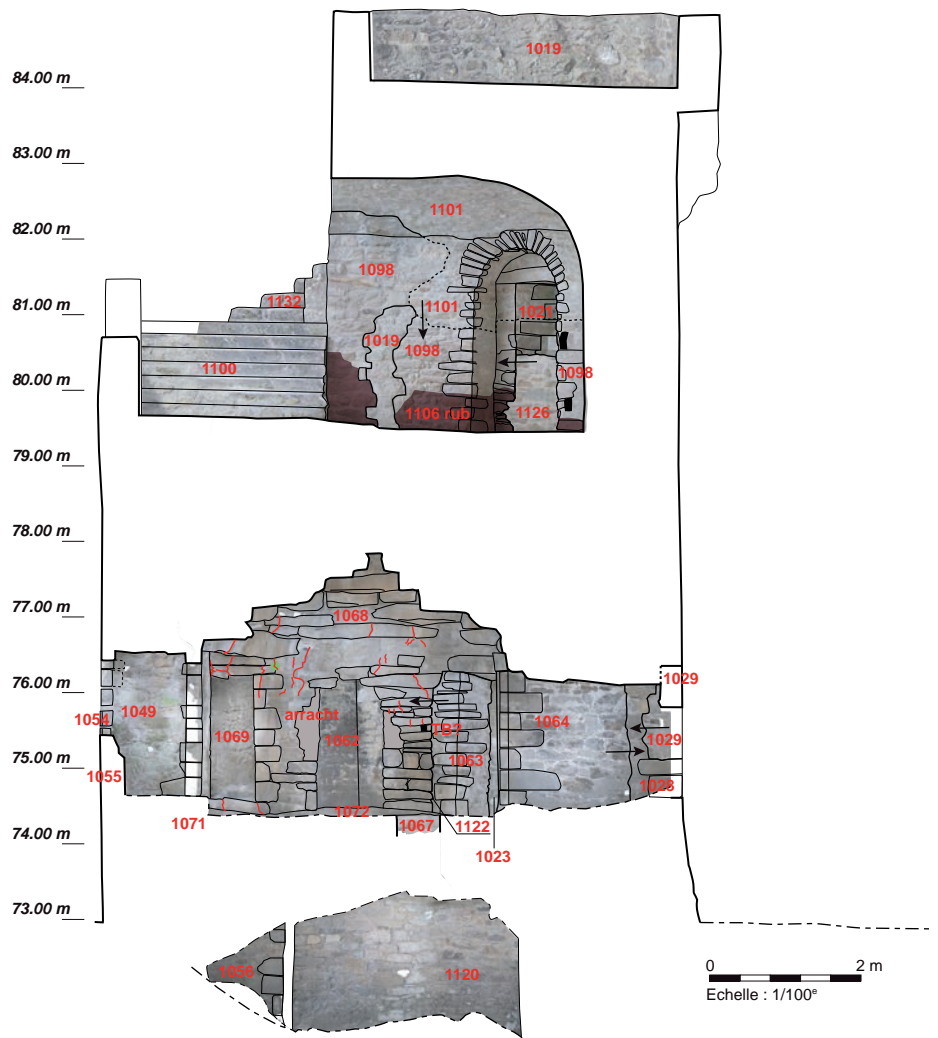 1019
84.00 m
83.00 m
1101
82.00 m
1098
1132
1101
1021
81.00 m
1019
1098
1100
1098
80.00 m
1106 rub
1126
79.00 m
78.00 m
77.00 m
1068
76.00 m
1029
1049
arracht
1064
1054
1069
1062
TB?
1029
1063
75.00 m
1055
1028
1072
1071
1067
1122
74.00 m
1023
73.00 m
1056
1120
0 2 m
Echelle : 1/100e